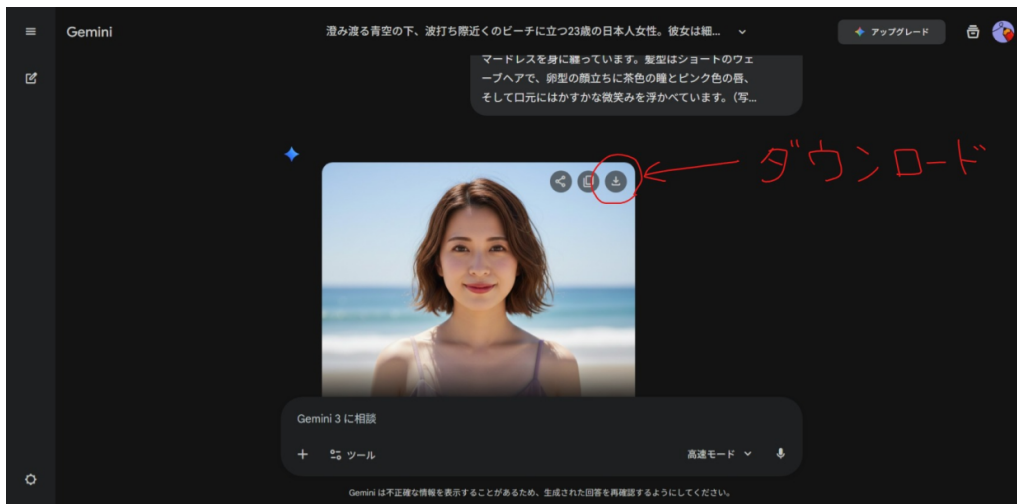 Gemini
澄み渡る青空の下、波打ち際近くのビーチに立つ23歳の日本人女性。彼女は細...
アップグレード
マードレスを身に纏っています。髪型はショートのウェ
ーブヘアで、卵型の顔立ちに茶色の瞳とピンク色の唇、
そして口元にはかすかな微笑みを浮かべています。(写...
ダウンロード
Gemini 3 に相談
ツール
高速モード
Gemini は不正確な情報を表示することがあるため、生成された回答を再確認するようにしてください。